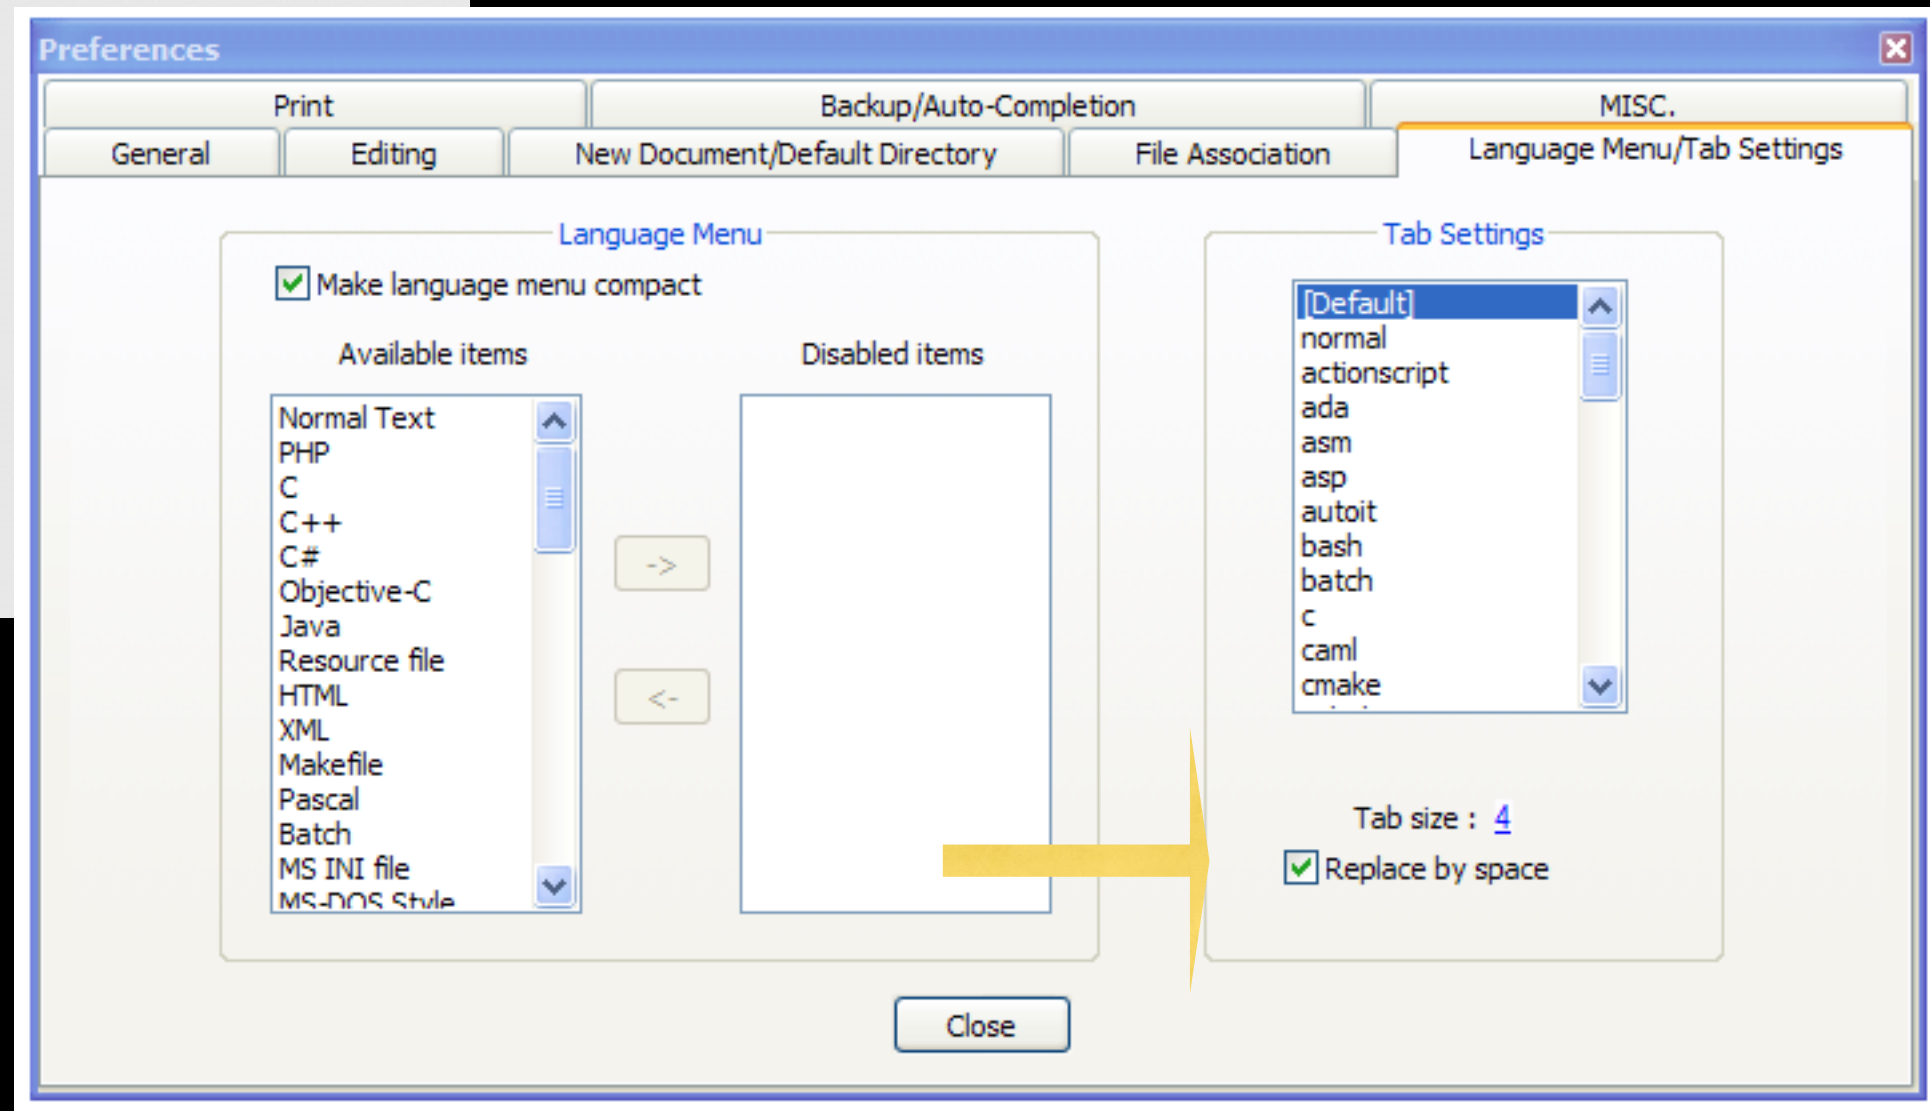 Preferences
Print
Backup/Auto-Completion
MISC.
General
Editing
New Document/Default Directory
File Association
Language Menu/Tab Settings
Language Menu
Make language menu compact
Available items
Normal Text
PHP
C
C++
C#
Objective-C
Java
Resource file
HTML
XML
Makefile
Pascal
Batch
MS INI file
MS-DOS Style
->
<-
Disabled items
Tab Settings
[Default]
normal
actionscript
ada
asm
asp
autoit
bash
batch
c
caml
cmake
Tab size : 4
Replace by space
Close